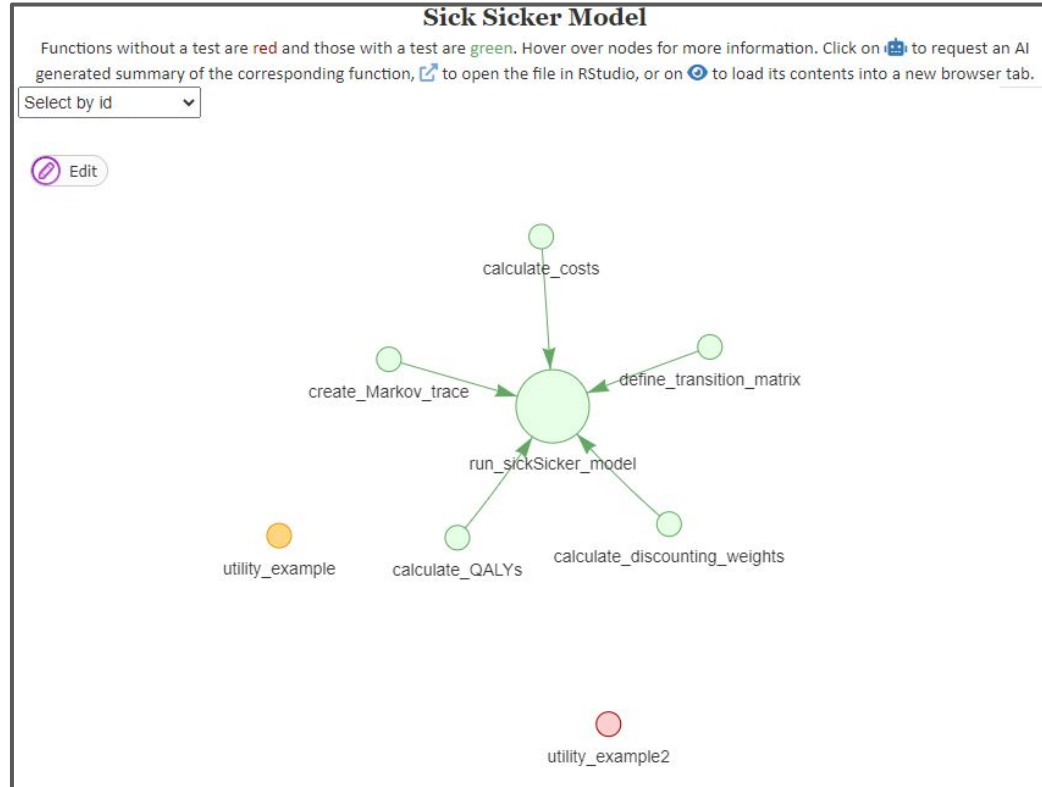 Sick Sicker Model
Functions without a test are red and those with a test are green. Hover over nodes for more information. Click on to request an AI
generated summary of the corresponding function, to open the file in RStudio, or on to load its contents into a new browser tab.
Select by id
Edit
calculate_costs
define_transition_matrix
create_Markov_trace
run_sickSicker_model
calculate_discounting_weights
utility_example
calculate_QALYs
utility_example2